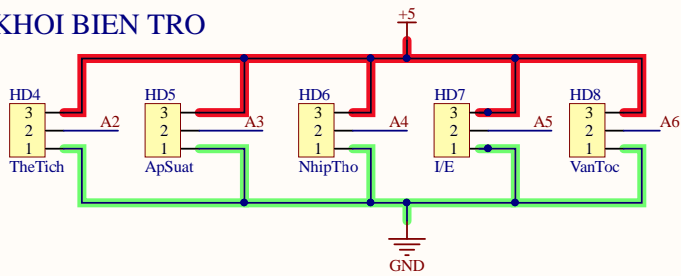 KHOI BIEN TRO
+5
HD4
3
2
1
A2
TheTich
HD5
3
2
1
A3
ApSuat
HD6
3
2
1
A4
NhipTho
HD7
3
2
1
A5
I/E
HD8
3
2
1
A6
VanToc
GND